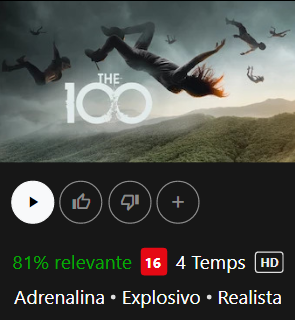 THE
100
81% relevante 16 4 Temps HD
Adrenalina • Explosivo • Realista